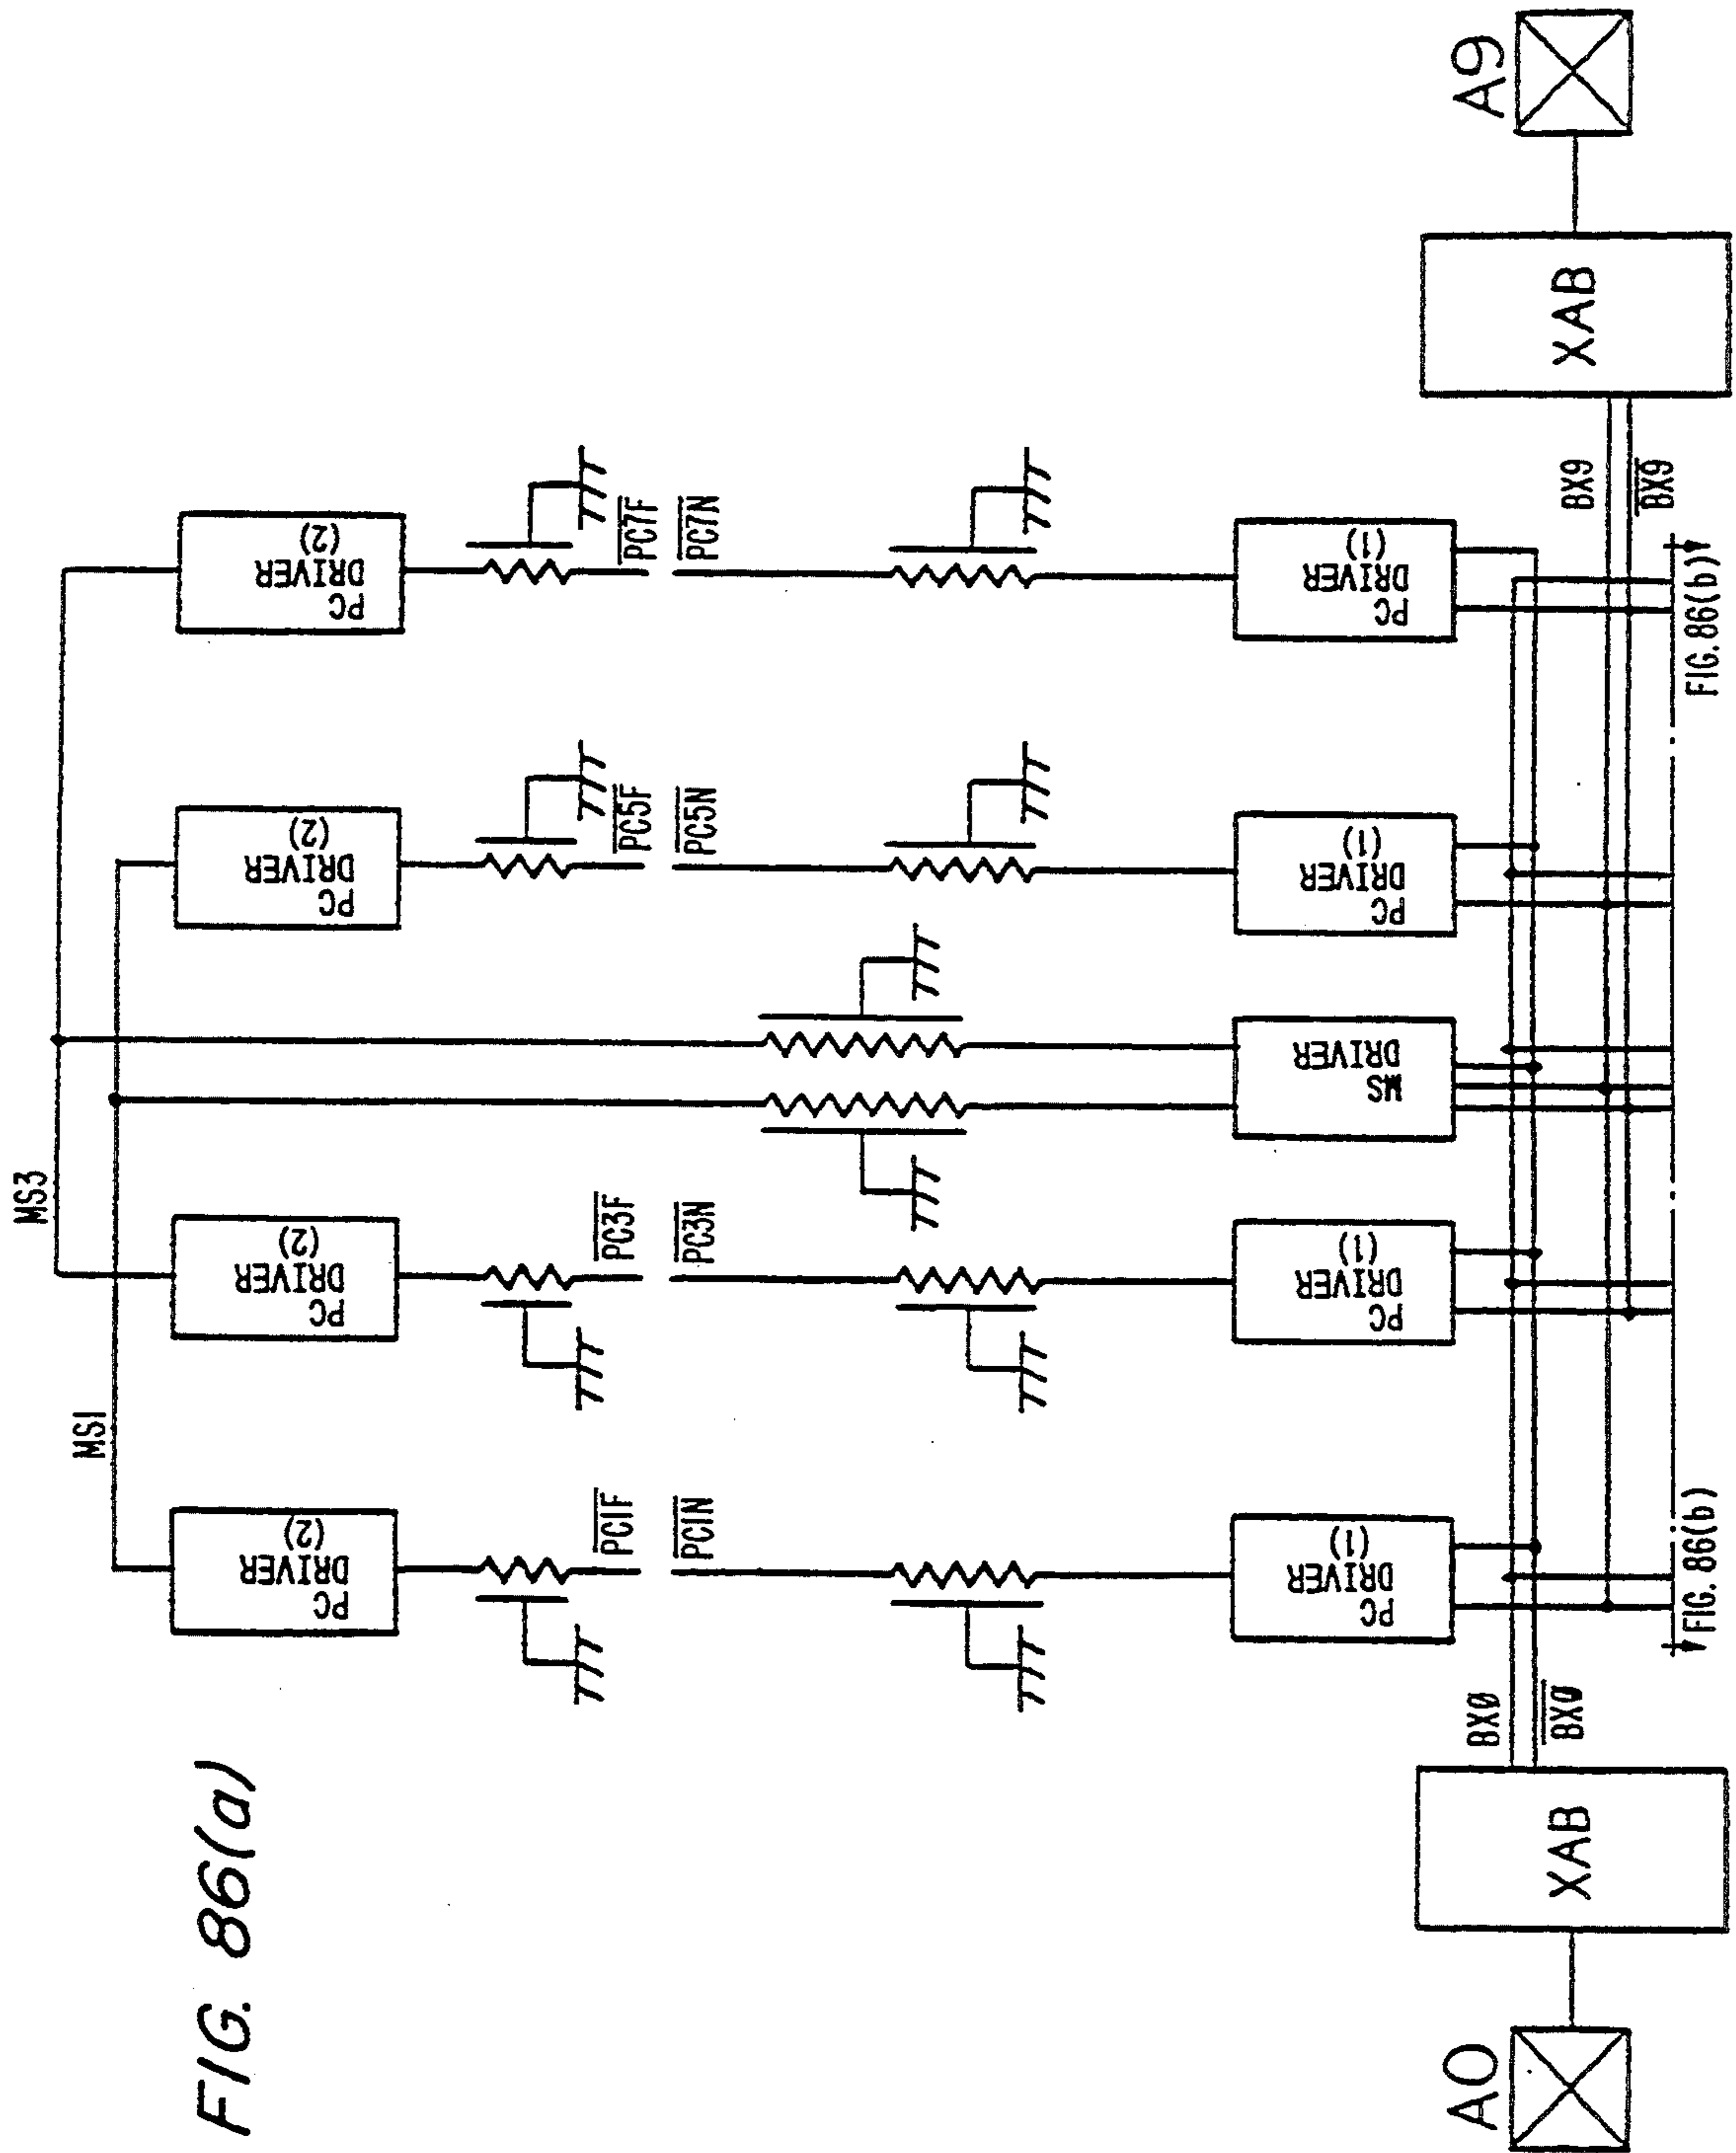 FIG. 86(a)
MS3
MS1
PC
DRIVER
(2)
PC
DRIVER
(2)
PC
DRIVER
(2)
PC
DRIVER
(2)
PC1F
PC3F
PC5F
PC7F
PC1N
PC3N
PC5N
PC7N
PC
DRIVER
(1)
PC
DRIVER
(1)
MS
DRIVER
PC
DRIVER
(1)
PC
DRIVER
(1)
BXØ
BXØ
BX9
BX9
A0
XAB
XAB
A9
FIG. 86(b)
FIG. 86(b)